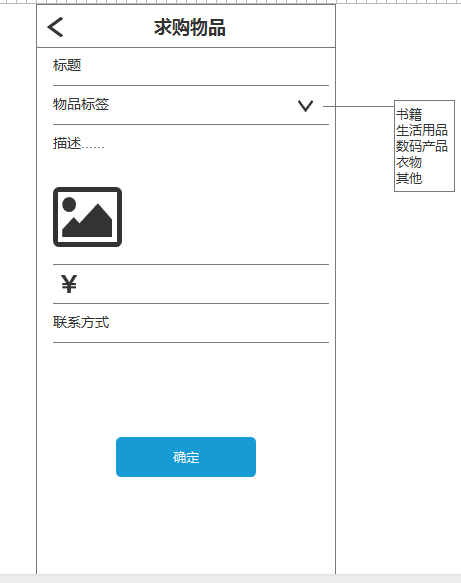 求购物品
标题
物品标签
书籍
生活用品
数码产品
衣物
其他
描述......
¥
联系方式
确定